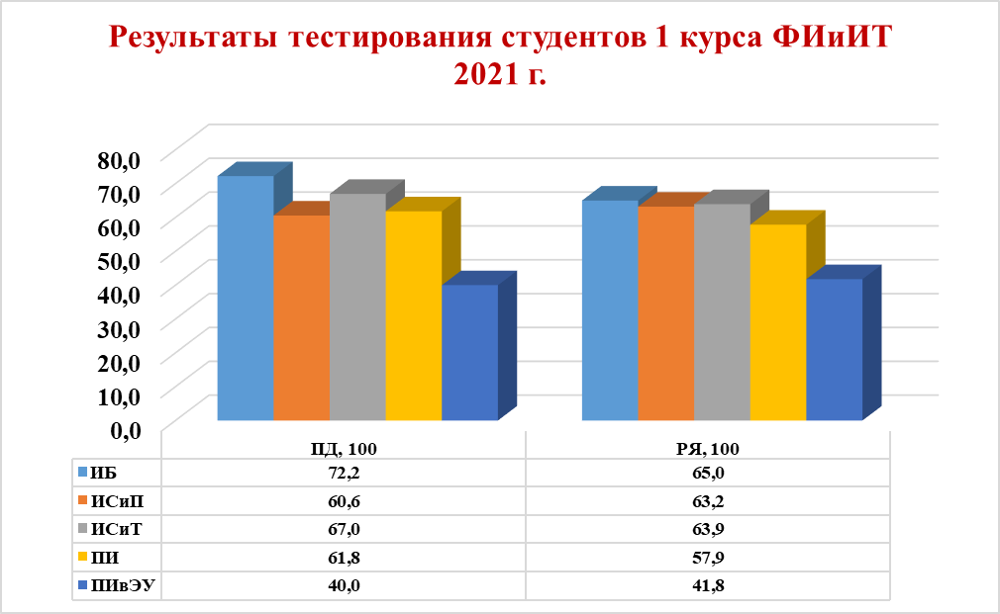 Результаты тестирования студентов 1 курса ФИиИТ
2021 г.
80,0
70,0
60,0
50,0
40,0
30,0
20,0
10,0
0,0
ПД, 100 РЯ, 100
ИБ 72,2 65,0
ИСиП 60,6 63,2
ИСиТ 67,0 63,9
ПИ 61,8 57,9
ПИвЭУ 40,0 41,8